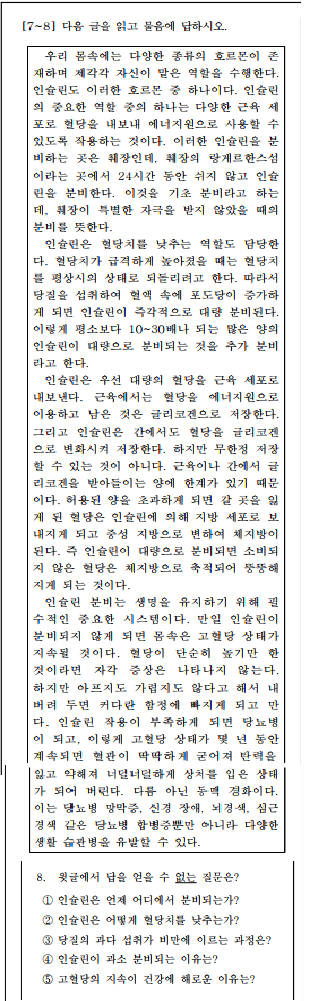 [7~8] 다음 글을 읽고 물음에 답하시오.
우리 몸속에는 다양한 종류의 호르몬이 존
재하며 제각각 자신이 맡은 역할을 수행한다.
인슐린도 이러한 호르몬 중 하나이다. 인슐린
의 중요한 역할 중의 하나는 다양한 근육 세
포로 혈당을 내보내 에너지원으로 사용할 수
있도록 작용하는 것이다. 이러한 인슐린을 분
비하는 곳은 췌장인데, 췌장의 랑게르한스섬
이라는 곳에서 24시간 동안 쉬지 않고 인슐
린을 분비한다. 이것을 기초 분비라고 하는
데, 췌장이 특별한 자극을 받지 않았을 때의
분비를 뜻한다.
인슐린은 혈당치를 낮추는 역할도 담당한
다. 혈당치가 급격하게 높아졌을 때는 혈당치
를 평상시의 상태로 되돌리려고 한다. 따라서
당질을 섭취하여 혈액 속에 포도당이 증가하
게 되면 인슐린이 즉각적으로 대량 분비된다.
이렇게 평소보다 10~30배나 되는 많은 양의
인슐린이 대량으로 분비되는 것을 추가 분비
라고 한다.
인슐린은 우선 대량의 혈당을 근육 세포로
내보낸다. 근육에서는 혈당을 에너지원으로
이용하고 남은 것은 글리코겐으로 저장한다.
그리고 인슐린은 간에서도 혈당을 글리코겐
으로 변화시켜 저장한다. 하지만 무한정 저장
할 수 있는 것이 아니다. 근육이나 간에서 글
리코겐을 받아들이는 양에 한계가 있기 때문
이다. 허용된 양을 초과하게 되면 갈 곳을 잃
게 된 혈당은 인슐린에 의해 지방 세포로 보
내지게 되고 중성 지방으로 변하여 체지방이
된다. 즉 인슐린이 대량으로 분비되면 소비되
지 않은 혈당은 체지방으로 축적되어 뚱뚱해
지게 되는 것이다.
인슐린 분비는 생명을 유지하기 위해 필
수적인 중요한 시스템이다. 만일 인슐린이
분비되지 않게 되면 몸속은 고혈당 상태가
지속될 것이다. 혈당이 단순히 높기만 한
것이라면 자각 증상은 나타나지 않는다.
하지만 아프지도 가렵지도 않다고 해서 내
버려 두면 커다란 함정에 빠지게 되고 만
다. 인슐린 작용이 부족하게 되면 당뇨병
이 되고, 이렇게 고혈당 상태가 몇 년 동안
계속되면 혈관이 딱딱하게 굳어져 탄력을
잃고 약해져 너덜너덜하게 상처를 입은 상태
가 되어 버린다. 다름 아닌 동맥 경화이다.
이는 당뇨병 망막증, 신경 장애, 뇌경색, 심근
경색 같은 당뇨병 합병증뿐만 아니라 다양한
생활 습관병을 유발할 수 있다.
8. 윗글에서 답을 얻을 수 없는 질문은?
① 인슐린은 언제 어디에서 분비되는가?
② 인슐린은 어떻게 혈당치를 낮추는가?
③ 당질의 과다 섭취가 비만에 이르는 과정은?
④ 인슐린이 과소 분비되는 이유는?
⑤ 고혈당의 지속이 건강에 해로운 이유는?